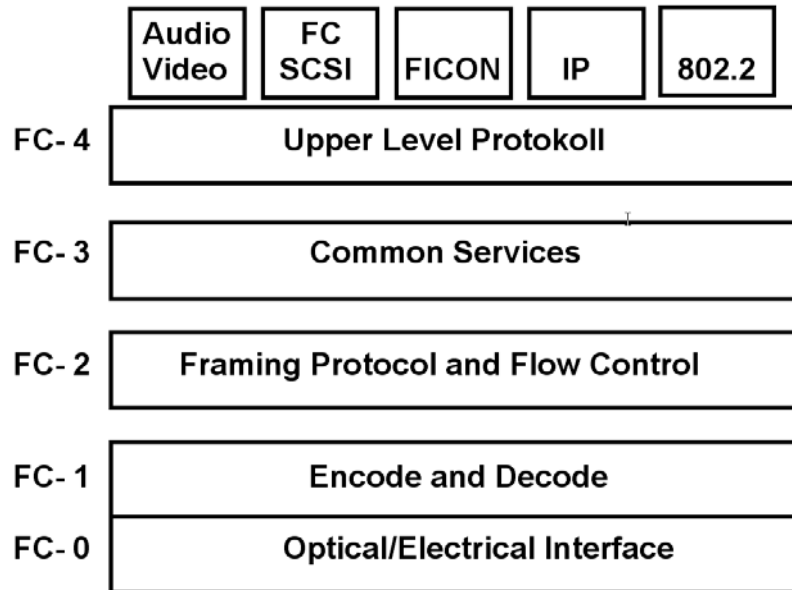 Audio
Video
FC
SCSI
FICON
IP
802.2
FC- 4
Upper Level Protokoll
FC- 3
Common Services
FC- 2
Framing Protocol and Flow Control
FC- 1
Encode and Decode
FC- 0
Optical/Electrical Interface